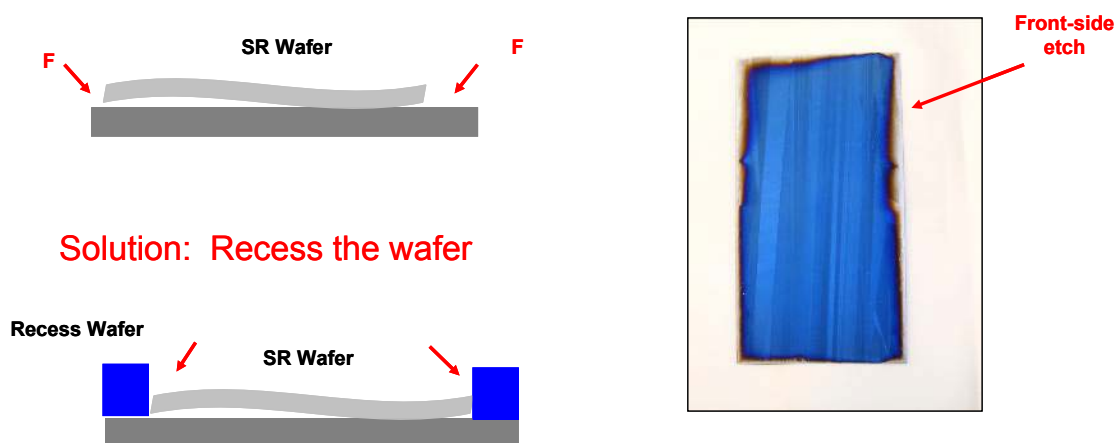 SR Wafer
F
F
Front-side
etch
Solution: Recess the wafer
Recess Wafer
SR Wafer